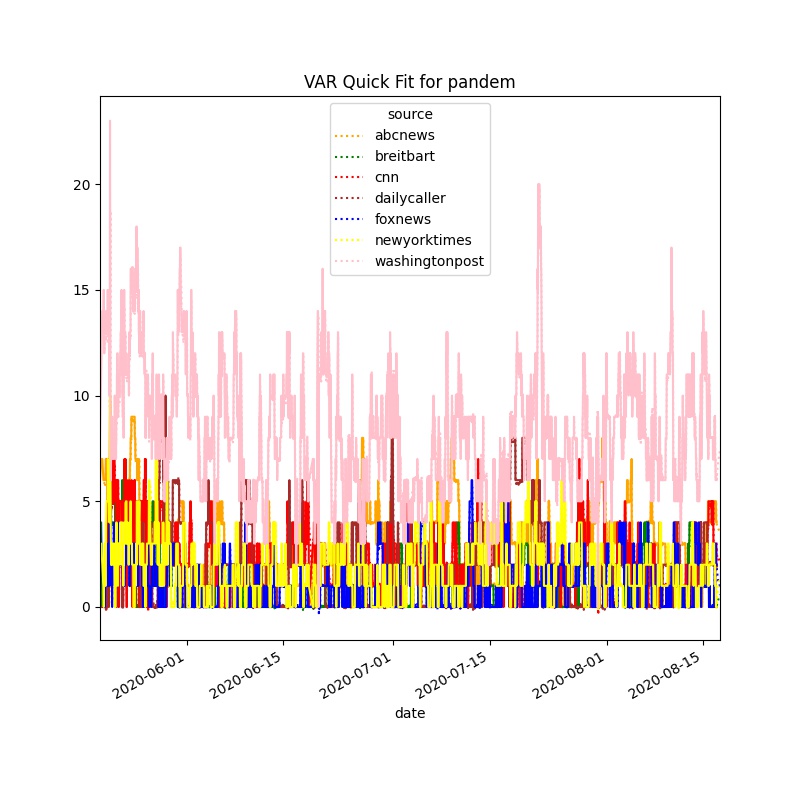 VAR Quick Fit for pandem
source
abcnews
breitbart
cnn
dailycaller
foxnews
newyorktimes
washingtonpost
20
15
10
5
0
2020-06-01
2020-06-15
2020-07-01
2020-07-15
2020-08-01
2020-08-15
date